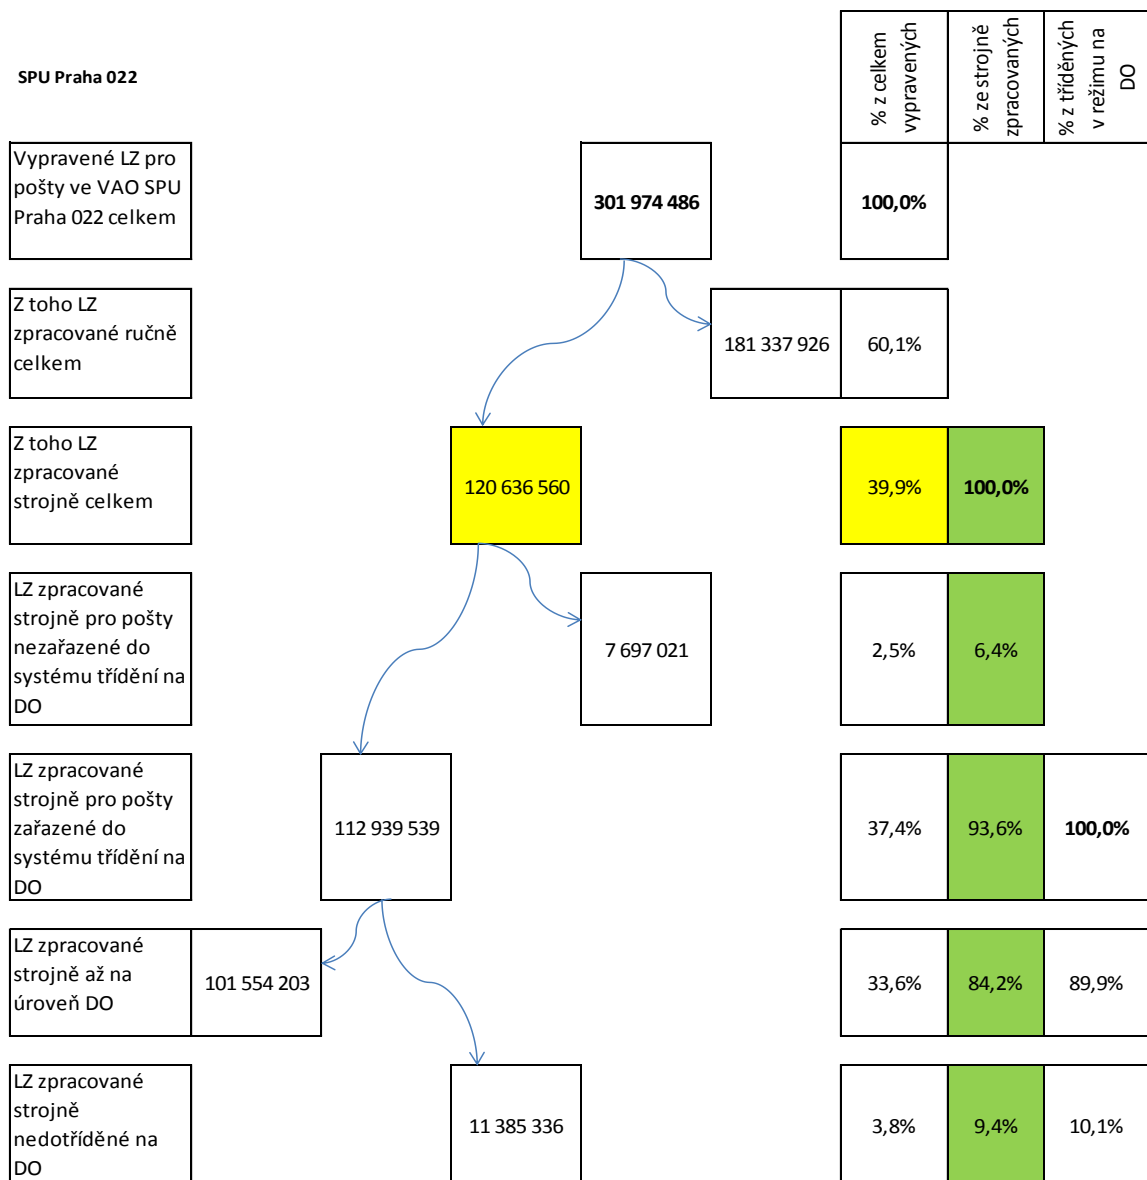 SPU Praha 022
% z celkem
vypravených
% ze strojně
zpracovaných
% z tříděných
v režimu na
DO
Vypravené LZ pro
pošty ve VAO SPU
Praha 022 celkem
301 974 486
100,0%
Z toho LZ
zpracované ručně
celkem
181 337 926
60,1%
Z toho LZ
zpracované
strojně celkem
120 636 560
39,9%
100,0%
LZ zpracované
strojně pro pošty
nezařazené do
systému třídění na
DO
7 697 021
2,5%
6,4%
LZ zpracované
strojně pro pošty
zařazené do
systému třídění na
DO
112 939 539
37,4%
93,6%
100,0%
LZ zpracované
strojně až na
úroveň DO
101 554 203
33,6%
84,2%
89,9%
LZ zpracované
strojně
nedotříděné na
DO
11 385 336
3,8%
9,4%
10,1%